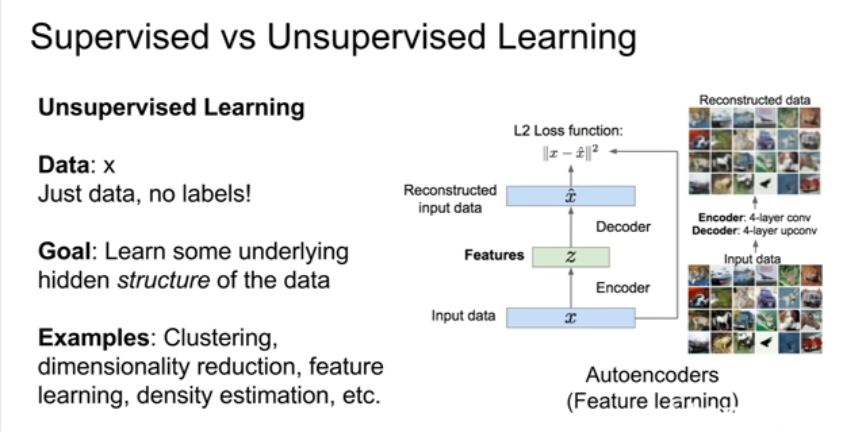 Supervised vs Unsupervised Learning
Unsupervised Learning
Data: x
Just data, no labels!
Goal: Learn some underlying
hidden structure of the data
Examples: Clustering,
dimensionality reduction, feature
learning, density estimation, etc.
L2 Loss function:
‖x − x̂‖²
Reconstructed
input data
x̂
Decoder
Features
z
Encoder
Input data
x
Reconstructed data
Encoder: 4-layer conv
Decoder: 4-layer upconv
Input data
Autoencoders
(Feature learning)